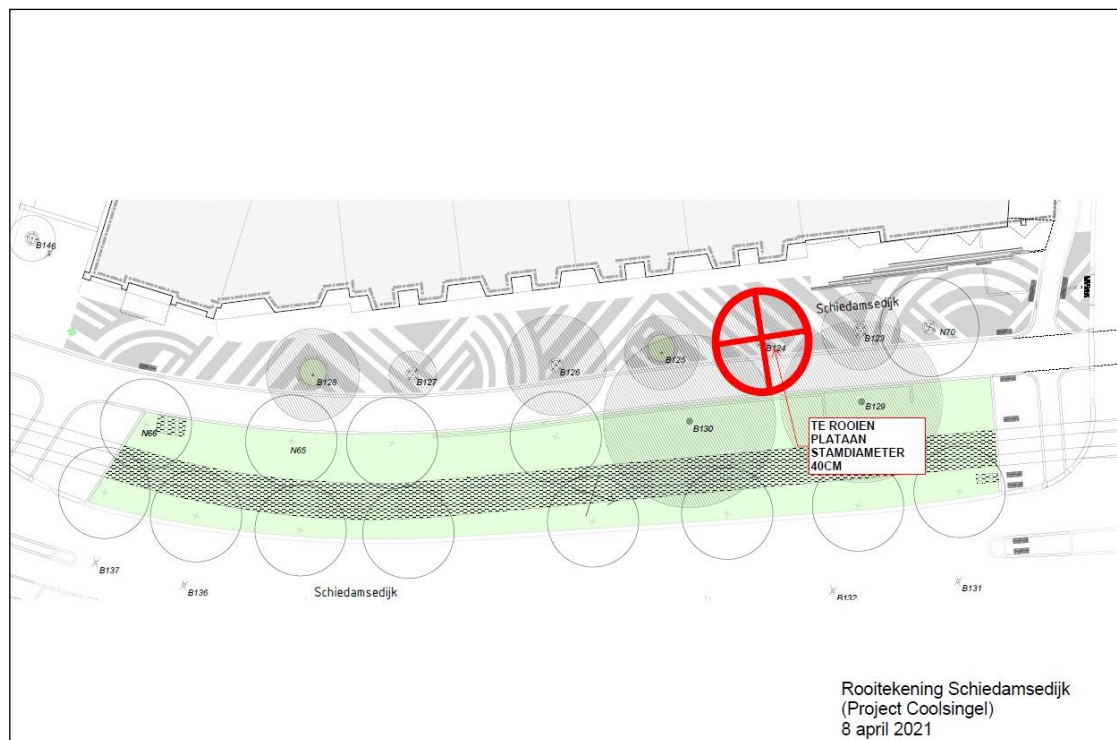 B146
Schiedamsedijk
B123
N70
B124
B125
B126
B127
B128
B129
B130
N66
N65
TE ROOIEN
PLATAAN
STAMDIAMETER
40CM
B137
B136
Schiedamsedijk
B132
B131
Rooitekening Schiedamsedijk
(Project Coolsingel)
8 april 2021